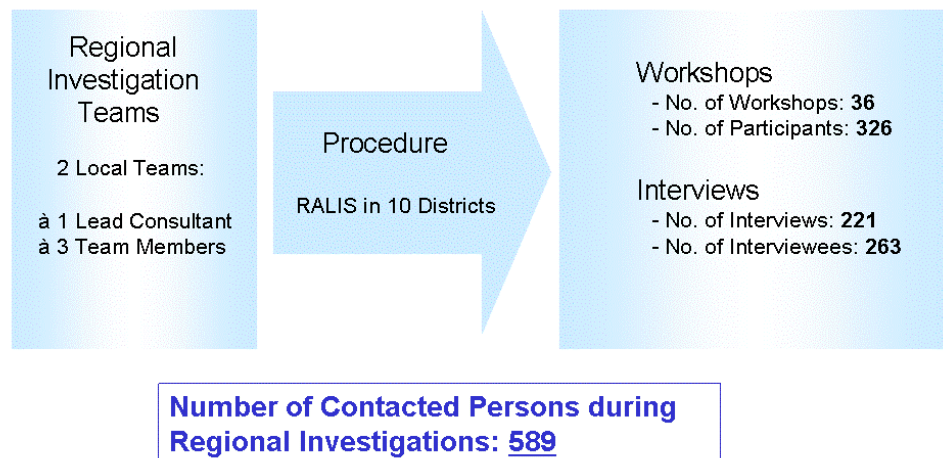 Regional
Investigation
Teams
2 Local Teams:
à 1 Lead Consultant
à 3 Team Members
Procedure
RALIS in 10 Districts
Workshops
- No. of Workshops: 36
- No. of Participants: 326
Interviews
- No. of Interviews: 221
- No. of Interviewees: 263
Number of Contacted Persons during
Regional Investigations: 589